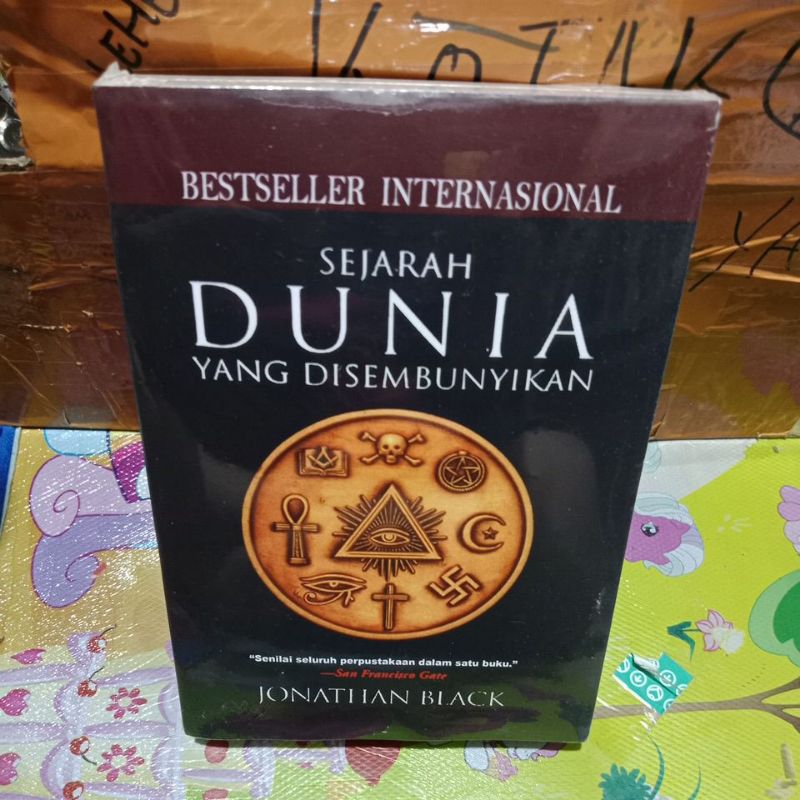 BESTSELLER INTERNASIONAL
SEJARAH
DUNIA
YANG DISEMBUNYIKAN
“Senilai seluruh perpustakaan dalam satu buku.”
—San Francisco Gate
JONATHAN BLACK